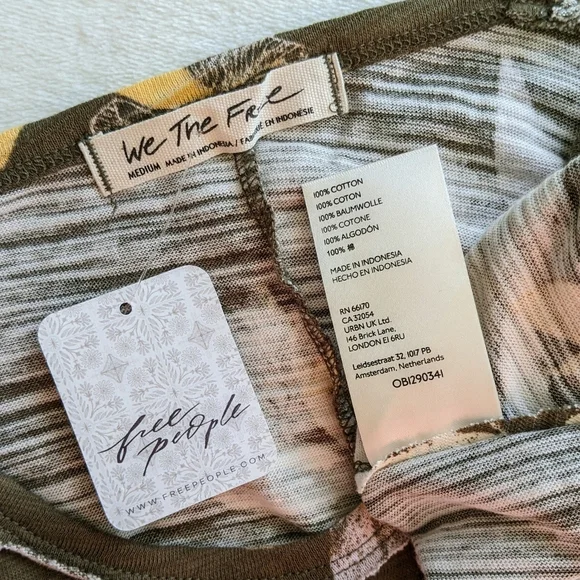 We The Free
MEDIUM MADE IN INDONESIA / FABRIQUÉ EN INDONÉSIE
100% COTTON
100% COTON
100% BAUMWOLLE
100% COTONE
100% ALGODÓN
100% 棉
MADE IN INDONESIA
HECHO EN INDONESIA
RN 66170
CA 32054
URBN UK Ltd.
146 Brick Lane,
LONDON E1 6RU
Leidsestraat 32, 1017 PB
Amsterdam, Netherlands
OB1290341
free
people
WWW.FREEPEOPLE.COM